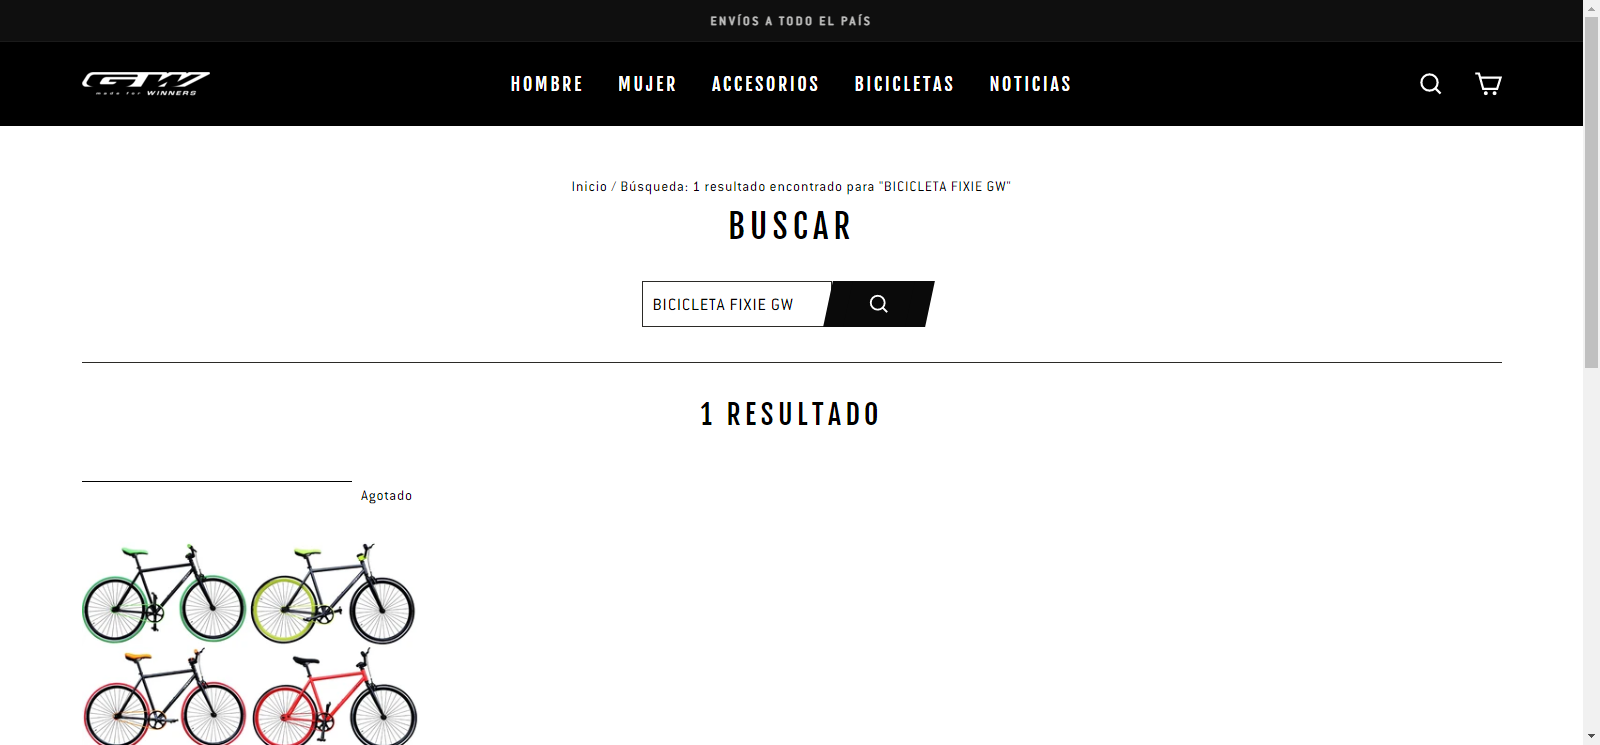 ENVÍOS A TODO EL PAÍS
GW
made for WINNERS
HOMBRE MUJER ACCESORIOS BICICLETAS NOTICIAS
Inicio / Búsqueda: 1 resultado encontrado para "BICICLETA FIXIE GW"
BUSCAR
BICICLETA FIXIE GW
1 RESULTADO
Agotado